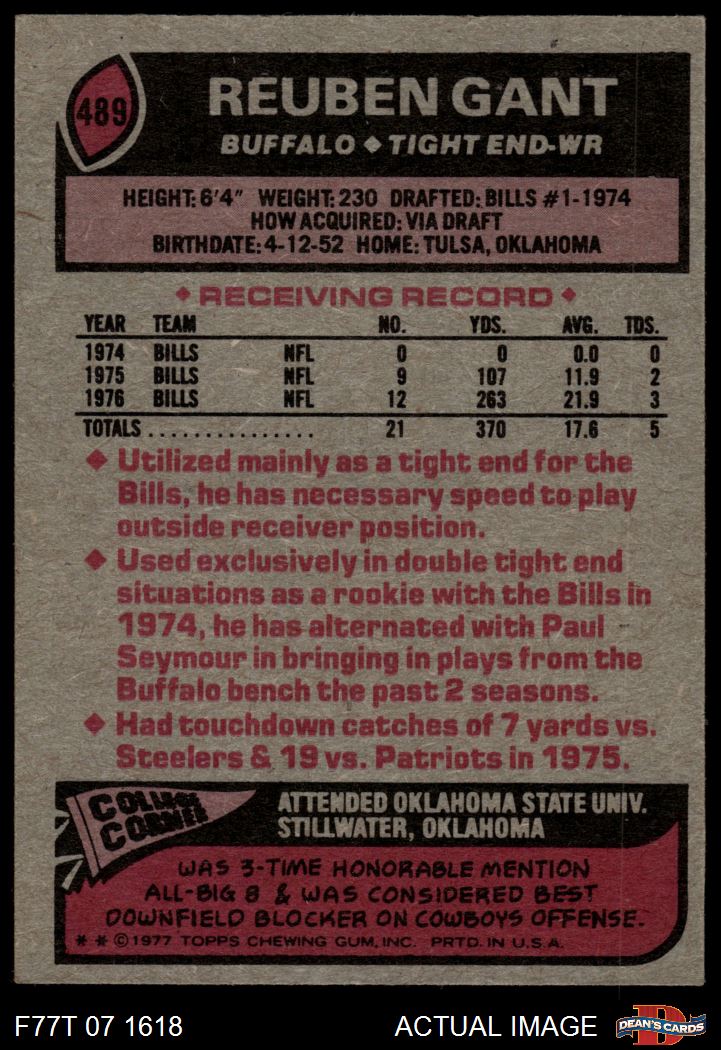 489
REUBEN GANT
BUFFALO ◆ TIGHT END-WR
HEIGHT: 6'4" WEIGHT: 230 DRAFTED: BILLS #1-1974
HOW ACQUIRED: VIA DRAFT
BIRTHDATE: 4-12-52 HOME: TULSA, OKLAHOMA
◆ RECEIVING RECORD ◆
YEAR TEAM NO. YDS. AVG. TDS.
1974 BILLS NFL 0 0 0.0 0
1975 BILLS NFL 9 107 11.9 2
1976 BILLS NFL 12 263 21.9 3
TOTALS ............... 21 370 17.6 5
◆ Utilized mainly as a tight end for the
Bills, he has necessary speed to play
outside receiver position.
◆ Used exclusively in double tight end
situations as a rookie with the Bills in
1974, he has alternated with Paul
Seymour in bringing in plays from the
Buffalo bench the past 2 seasons.
◆ Had touchdown catches of 7 yards vs.
Steelers & 19 vs. Patriots in 1975.
COLLEGE
CORNER
ATTENDED OKLAHOMA STATE UNIV.
STILLWATER, OKLAHOMA
WAS 3-TIME HONORABLE MENTION
ALL-BIG 8 & WAS CONSIDERED BEST
DOWNFIELD BLOCKER ON COWBOYS OFFENSE.
* * © 1977 TOPPS CHEWING GUM, INC. PRTD. IN U.S.A.
F77T 07 1618
ACTUAL IMAGE
D
DEAN'S CARDS